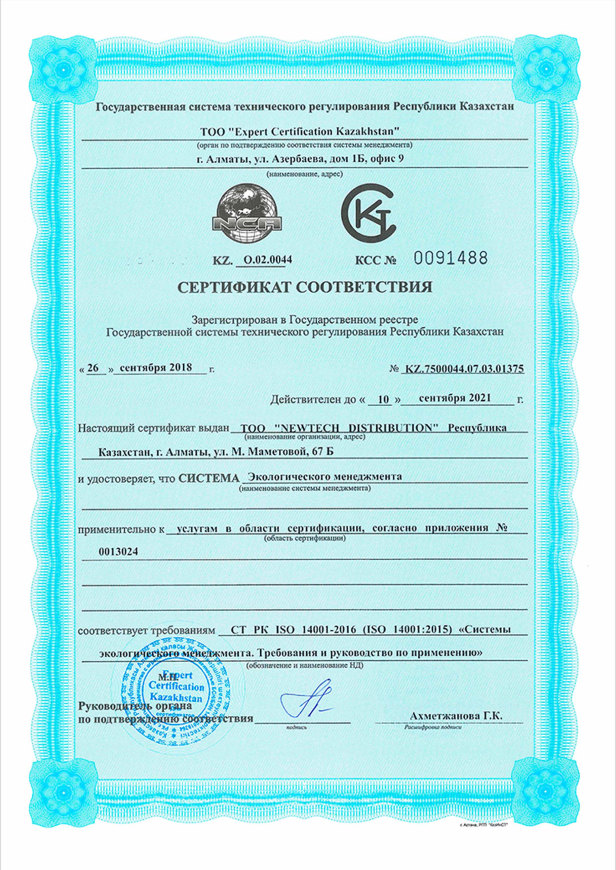 Государственная система технического регулирования Республики Казахстан
ТОО "Expert Certification Kazakhstan"
(орган по подтверждению соответствия системы менеджмента)
г. Алматы, ул. Азербаева, дом 1Б, офис 9
(наименование, адрес)
NCA
КТ
KZ. О.02.0044 КСС № 0091488
СЕРТИФИКАТ СООТВЕТСТВИЯ
Зарегистрирован в Государственном реестре
Государственной системы технического регулирования Республики Казахстан
« 26 » сентября 2018 г. № KZ.7500044.07.03.01375
Действителен до « 10 » сентября 2021 г.
Настоящий сертификат выдан ТОО "NEWTECH DISTRIBUTION" Республика
(наименование организации, адрес)
Казахстан, г. Алматы, ул. М. Маметовой, 67 Б
и удостоверяет, что СИСТЕМА Экологического менеджмента
(наименование системы менеджмента)
применительно к услугам в области сертификации, согласно приложения №
(область сертификации)
0013024
соответствует требованиям СТ РК ISO 14001-2016 (ISO 14001:2015) «Системы
экологического менеджмента. Требования и руководство по применению»
(обозначение и наименование НД)
М.П.
Expert
Certification
Kazakhstan
Руководитель органа
по подтверждению соответствия Ахметжанова Г.К.
подпись Расшифровка подписи
г.Астана, РГП